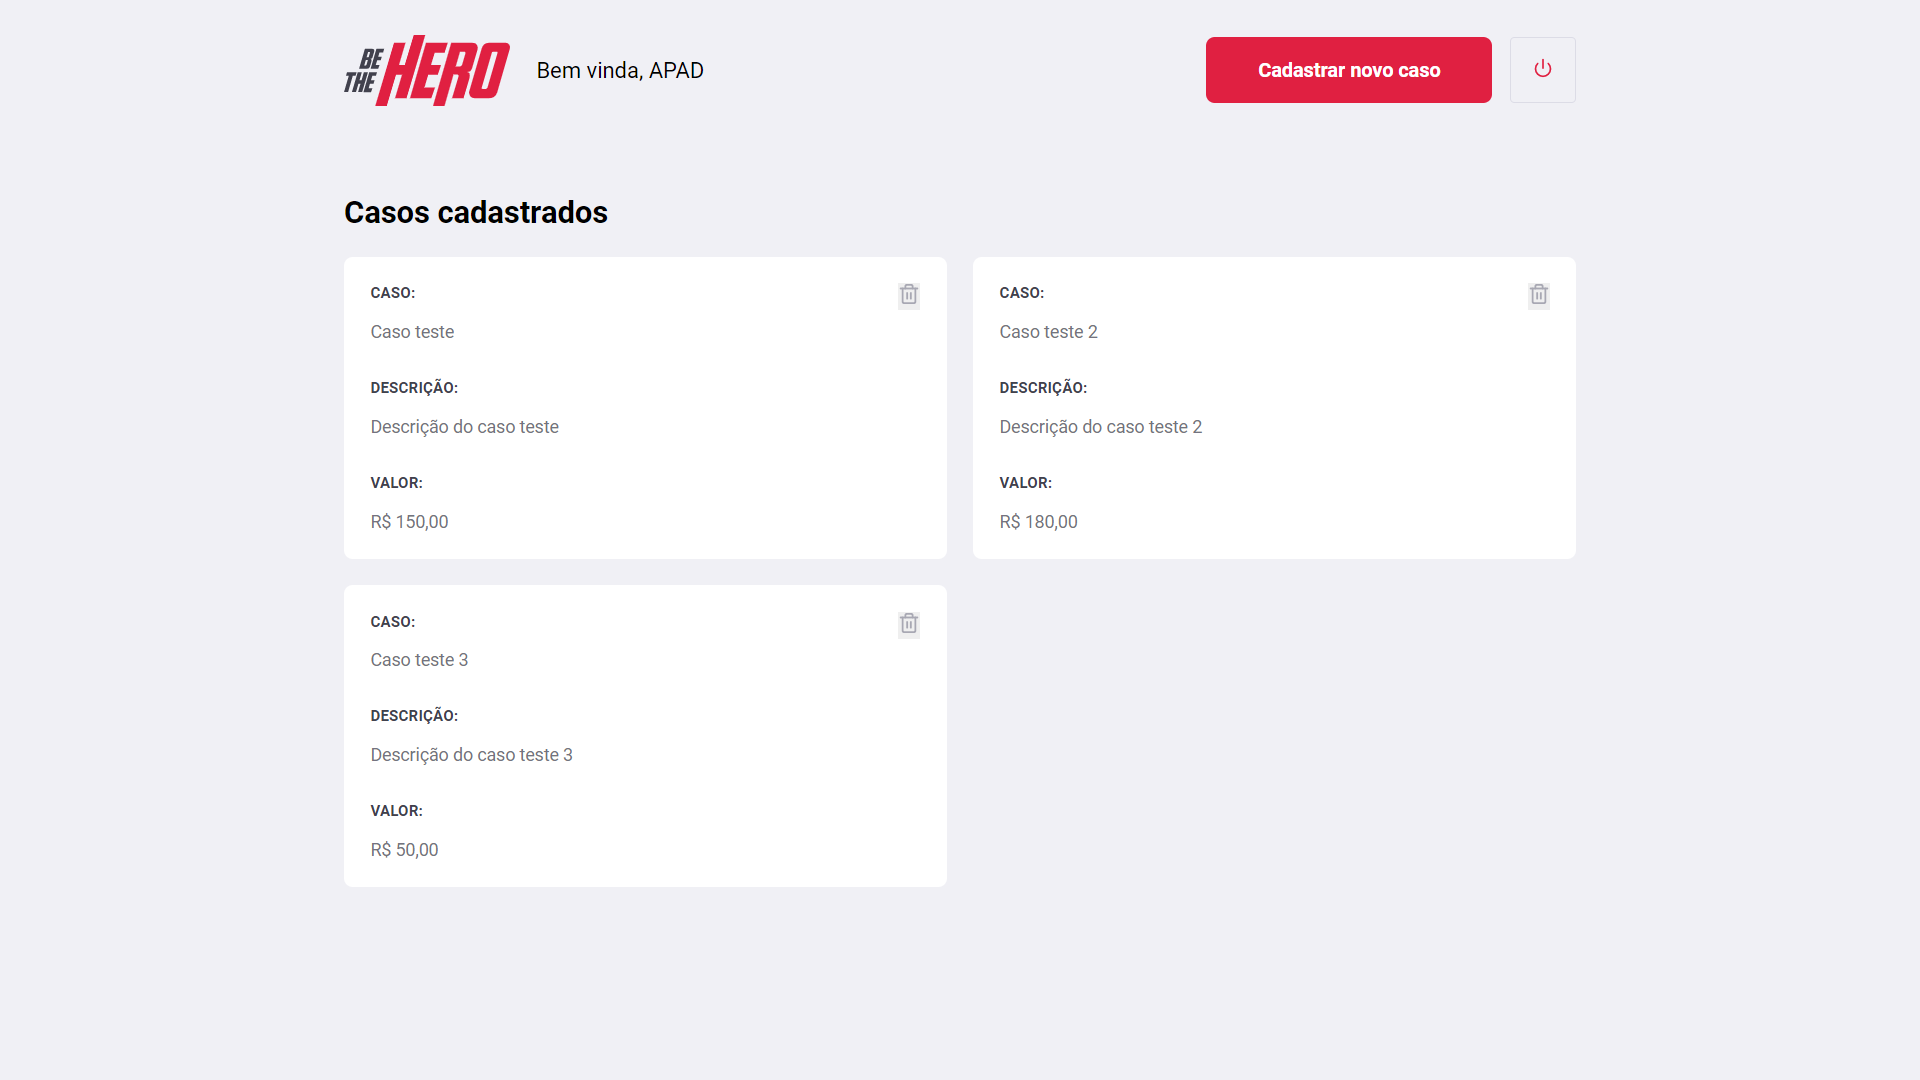 BE THE HERO
Bem vinda, APAD
Cadastrar novo caso
Casos cadastrados
CASO:
Caso teste
DESCRIÇÃO:
Descrição do caso teste
VALOR:
R$ 150,00
CASO:
Caso teste 2
DESCRIÇÃO:
Descrição do caso teste 2
VALOR:
R$ 180,00
CASO:
Caso teste 3
DESCRIÇÃO:
Descrição do caso teste 3
VALOR:
R$ 50,00